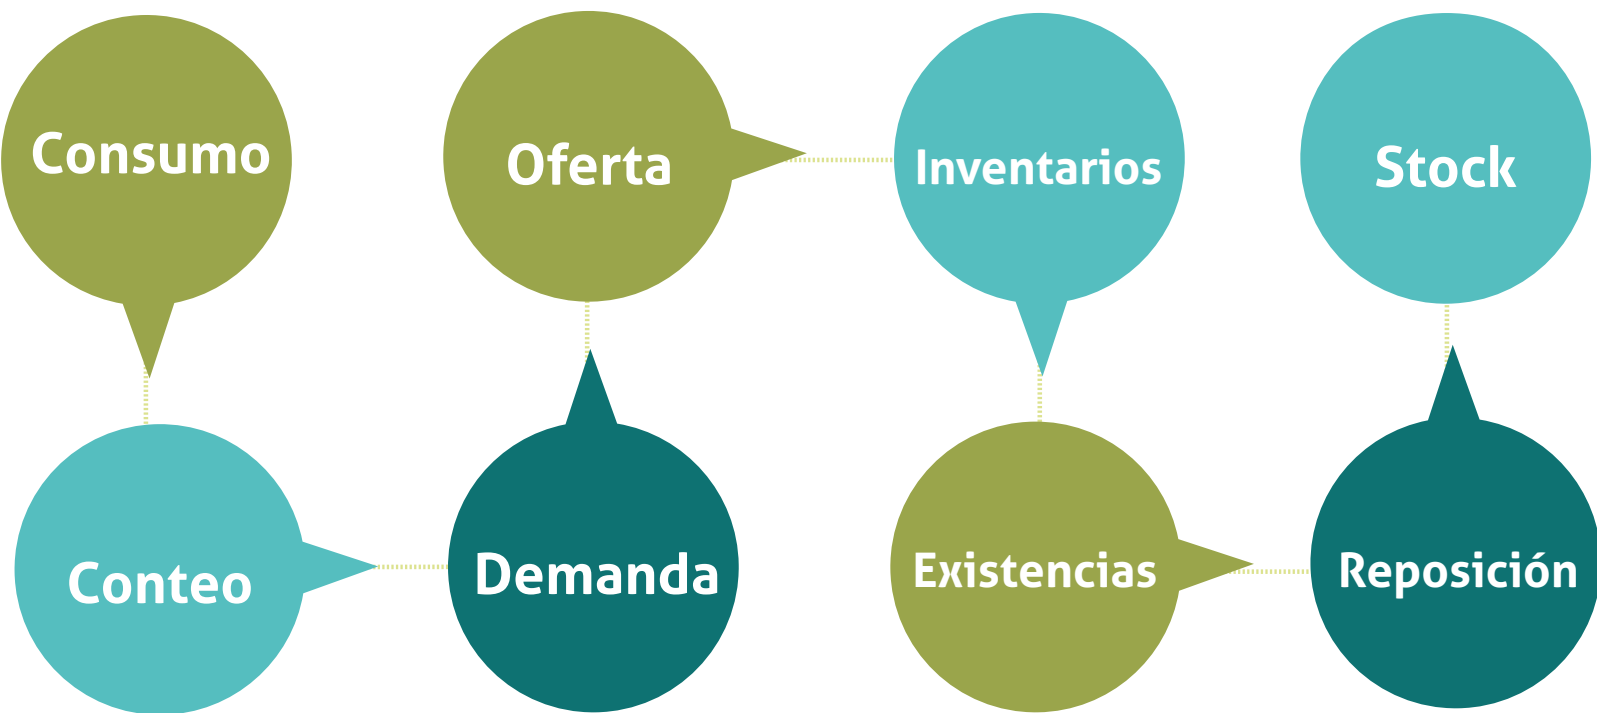 Consumo
Oferta
Inventarios
Stock
Conteo
Demanda
Existencias
Reposición